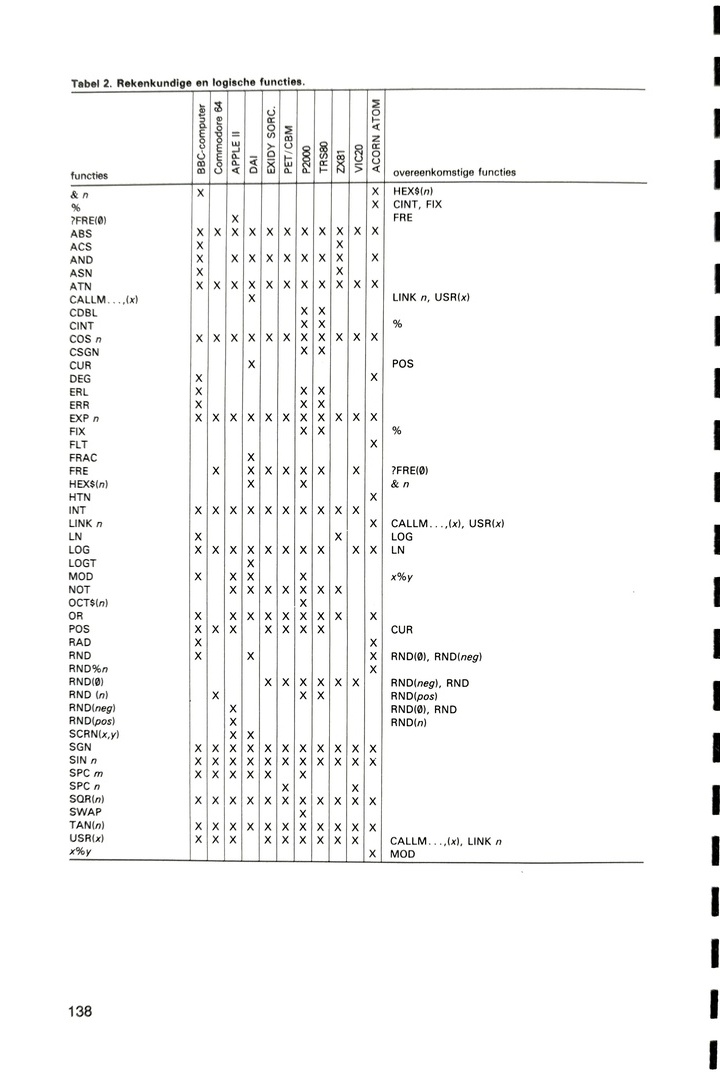 Tabel 2. Rekenkundige en logische functies.
functies BBC-computer Commodore 64 APPLE II DAI EXIDY SORC. PET/CBM P2000 TRS80 ZX81 VIC20 ACORN ATOM overeenkomstige functies
& n X X HEX$(n)
% X CINT, FIX
?FRE(0) X FRE
ABS X X X X X X X X X X X
ACS X X
AND X X X X X X X X X
ASN X X
ATN X X X X X X X X X X X
CALLM...,(x) X LINK n, USR(x)
CDBL X X
CINT X X %
COS n X X X X X X X X X X X
CSGN X X
CUR X POS
DEG X X
ERL X X X
ERR X X X
EXP n X X X X X X X X X X X
FIX X X %
FLT X
FRAC X
FRE X X X X X X X ?FRE(0)
HEX$(n) X X & n
HTN X
INT X X X X X X X X X X
LINK n X CALLM...,(x), USR(x)
LN X X LOG
LOG X X X X X X X X X X LN
LOGT X
MOD X X X X x%y
NOT X X X X X X X
OCT$(n) X
OR X X X X X X X X X
POS X X X X X X X CUR
RAD X X
RND X X X RND(0), RND(neg)
RND%n X
RND(0) X X X X X X RND(neg), RND
RND (n) X X X RND(pos)
RND(neg) X RND(0), RND
RND(pos) X RND(n)
SCRN(x,y) X X
SGN X X X X X X X X X X X
SIN n X X X X X X X X X X X
SPC m X X X X X X
SPC n X X
SQR(n) X X X X X X X X X X X
SWAP X
TAN(n) X X X X X X X X X X X
USR(x) X X X X X X X X X CALLM...,(x), LINK n
x%y X MOD
138